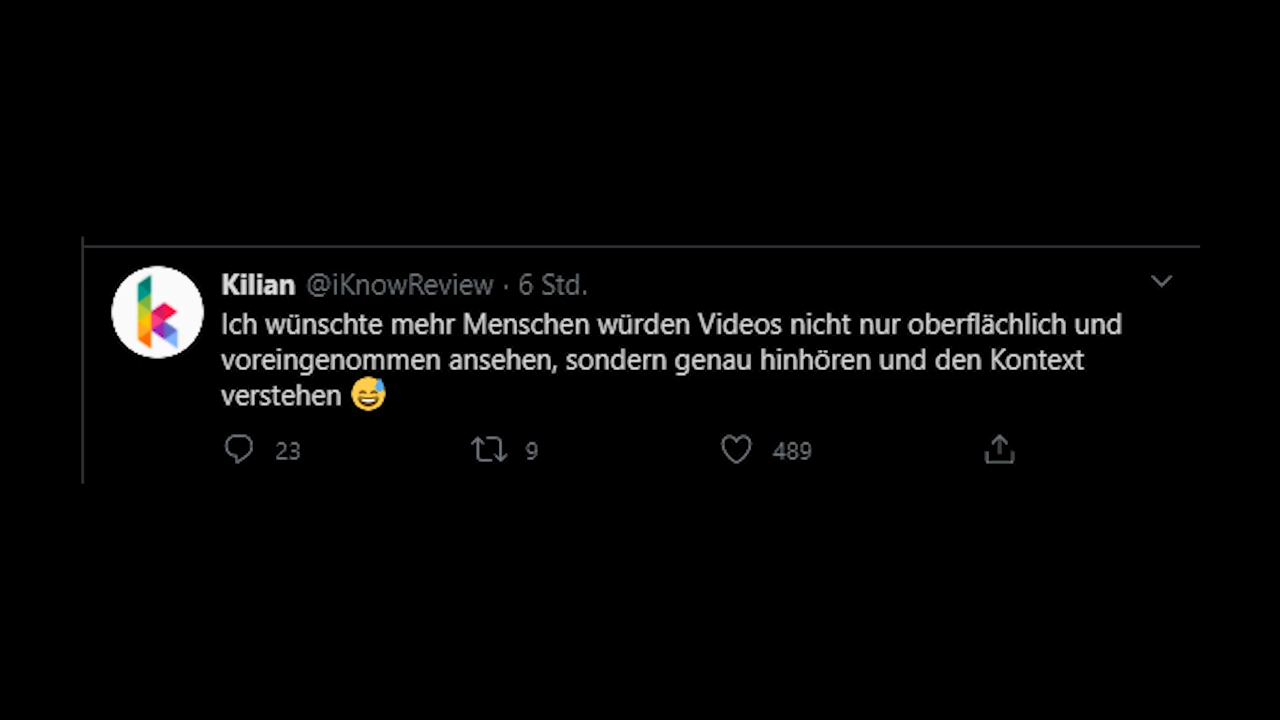 Kilian @iKnowReview · 6 Std.
Ich wünschte mehr Menschen würden Videos nicht nur oberflächlich und
voreingenommen ansehen, sondern genau hinhören und den Kontext
verstehen 😅
23 9 489